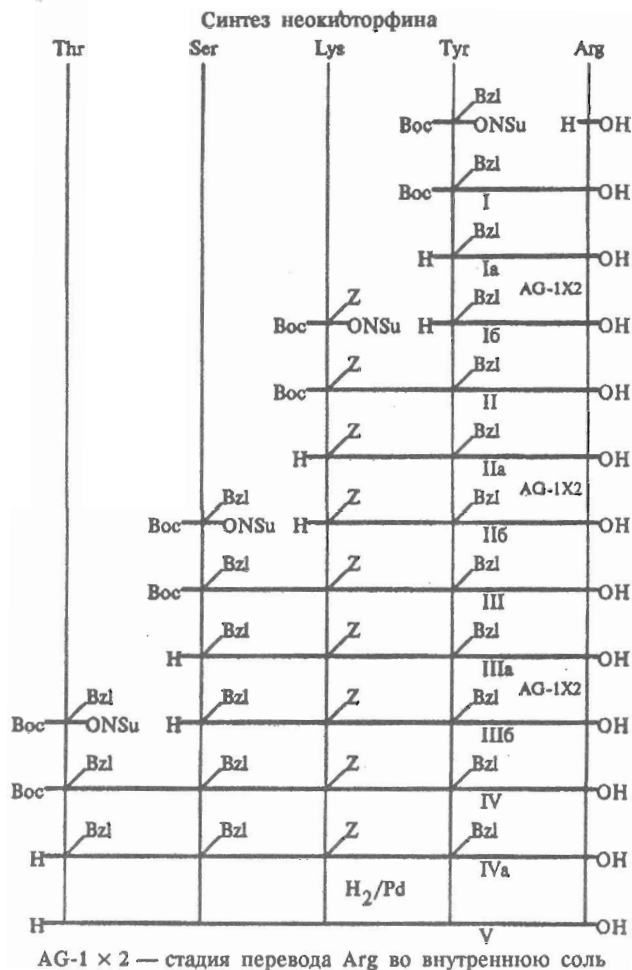 Синтез неокиоторфина
Thr Ser Lys Tyr Arg
Bzl
Boc ONSu H OH
Bzl
Boc OH
I
Bzl
H OH
Ia
AG-1X2
Z Bzl
Boc ONSu H OH
Iб
Z Bzl
Boc OH
II
Z Bzl
H OH
IIa
AG-1X2
Bzl Z Bzl
Boc ONSu H OH
IIб
Bzl Z Bzl
Boc OH
III
Bzl Z Bzl
H OH
IIIa
AG-1X2
Bzl Bzl Z Bzl
Boc ONSu H OH
IIIб
Bzl Bzl Z Bzl
Boc OH
IV
Bzl Bzl Z Bzl
H OH
IVa
H2/Pd
H OH
V
AG-1 × 2 — стадия перевода Arg во внутреннюю соль